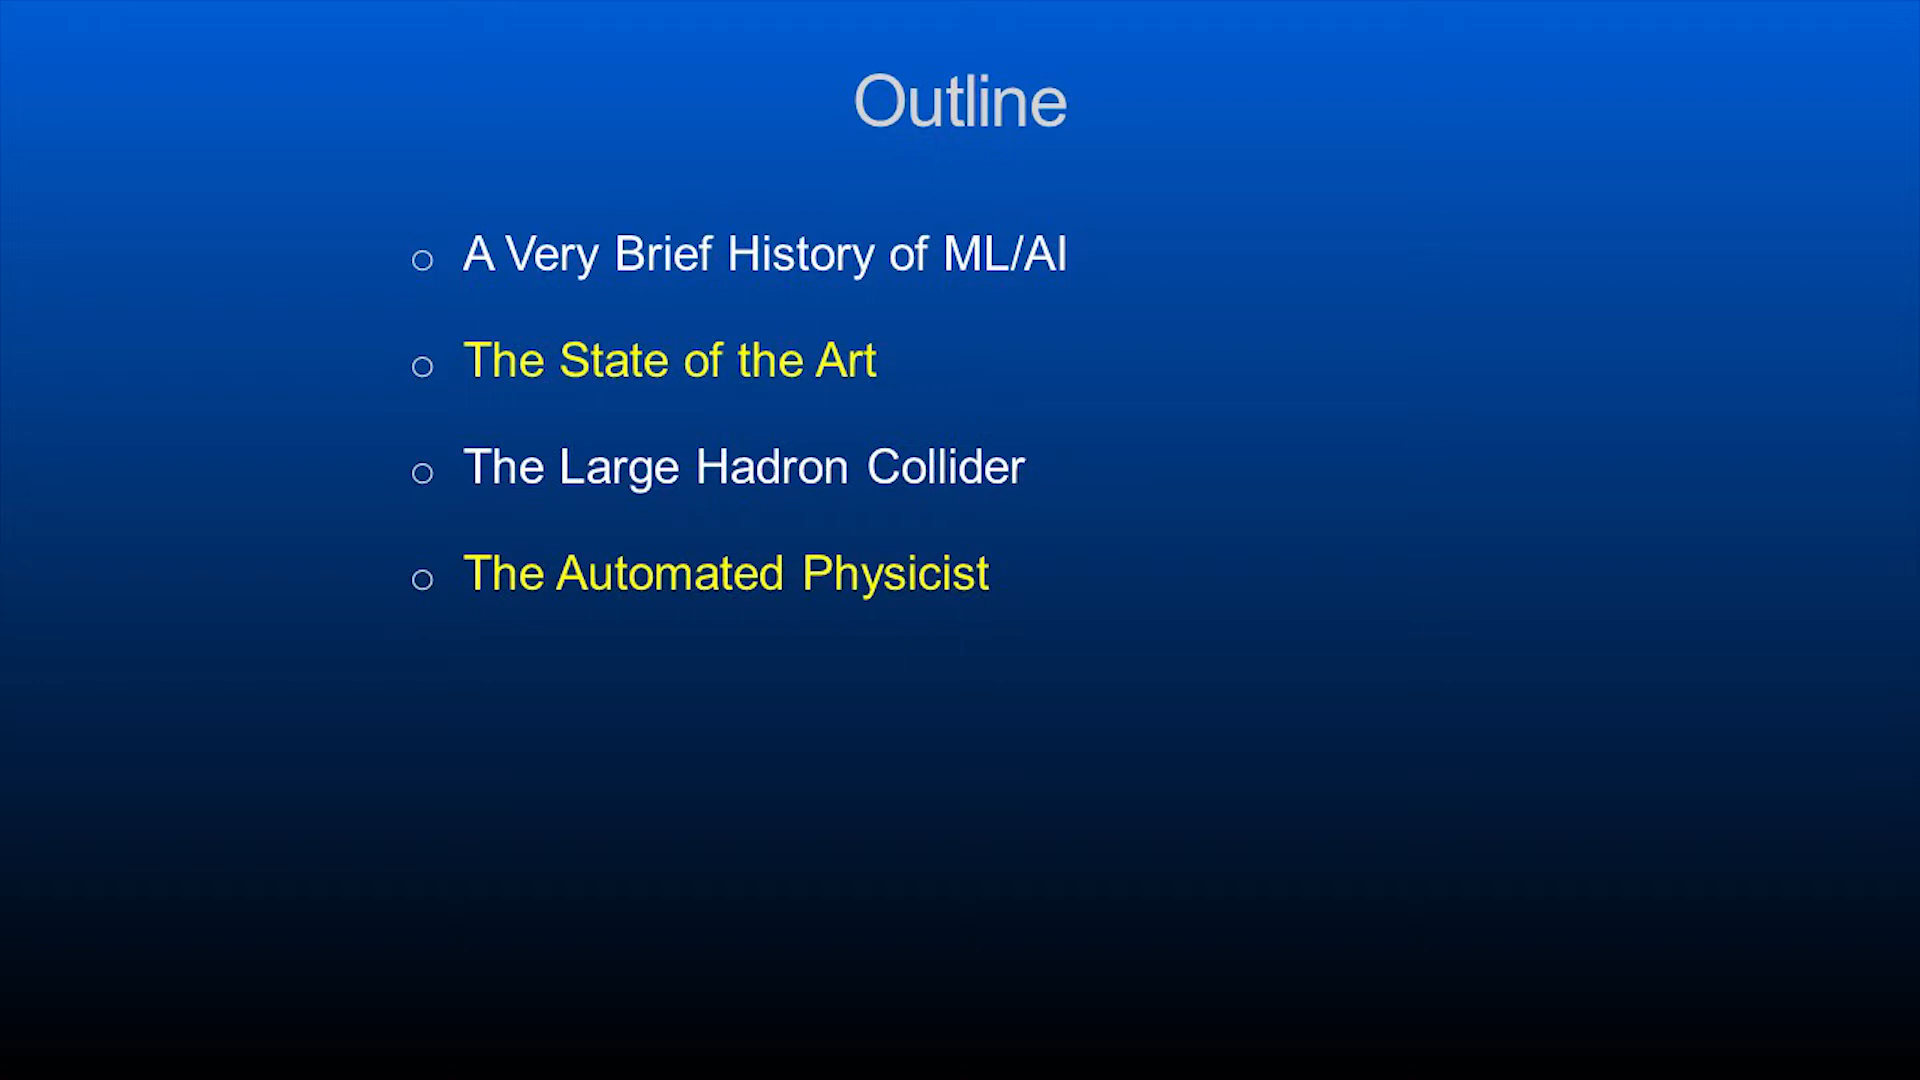 Outline
○ A Very Brief History of ML/AI
○ The State of the Art
○ The Large Hadron Collider
○ The Automated Physicist